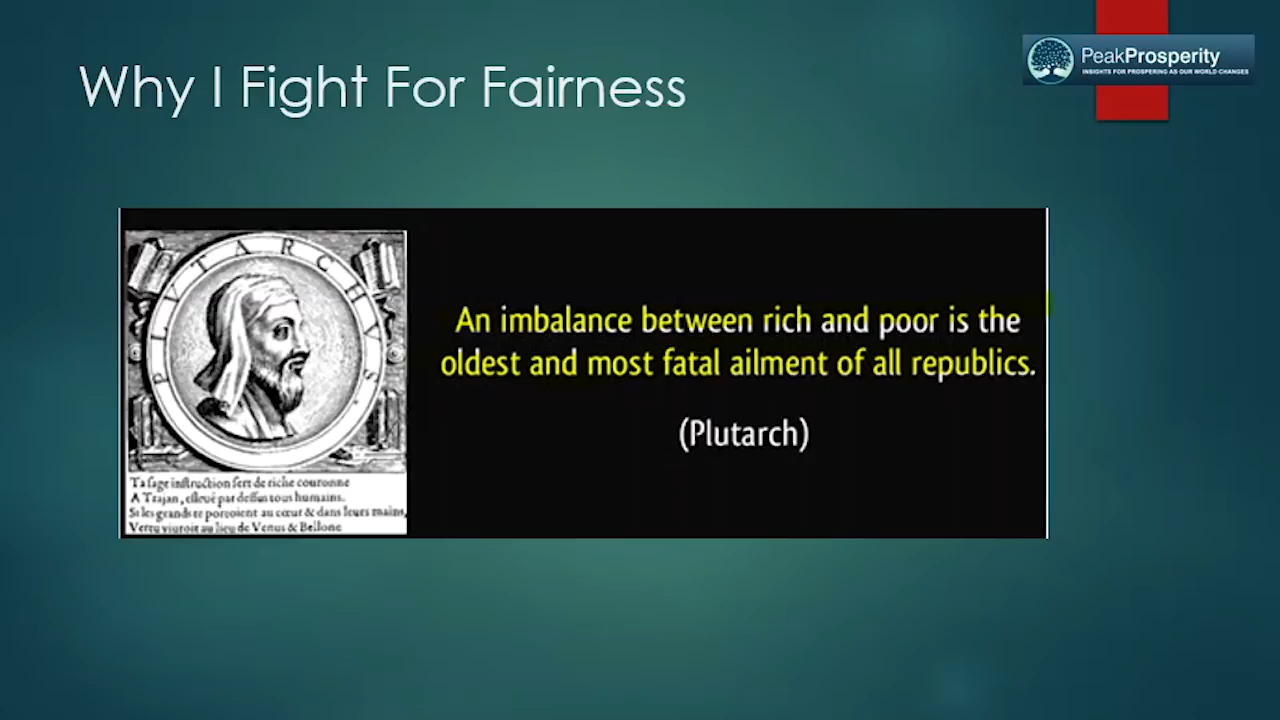 Why I Fight For Fairness
PeakProsperity
INSIGHTS FOR PROSPERING AS OUR WORLD CHANGES
PLVTARCHVS.
An imbalance between rich and poor is the
oldest and most fatal ailment of all republics.
(Plutarch)
Ta sage instruction sert de riche couronne
A Trajan, esleué par dessus tous humains.
Si les grands te portoient au cœur & dans leurs mains,
Vertu viuroit au lieu de Venus & Bellone